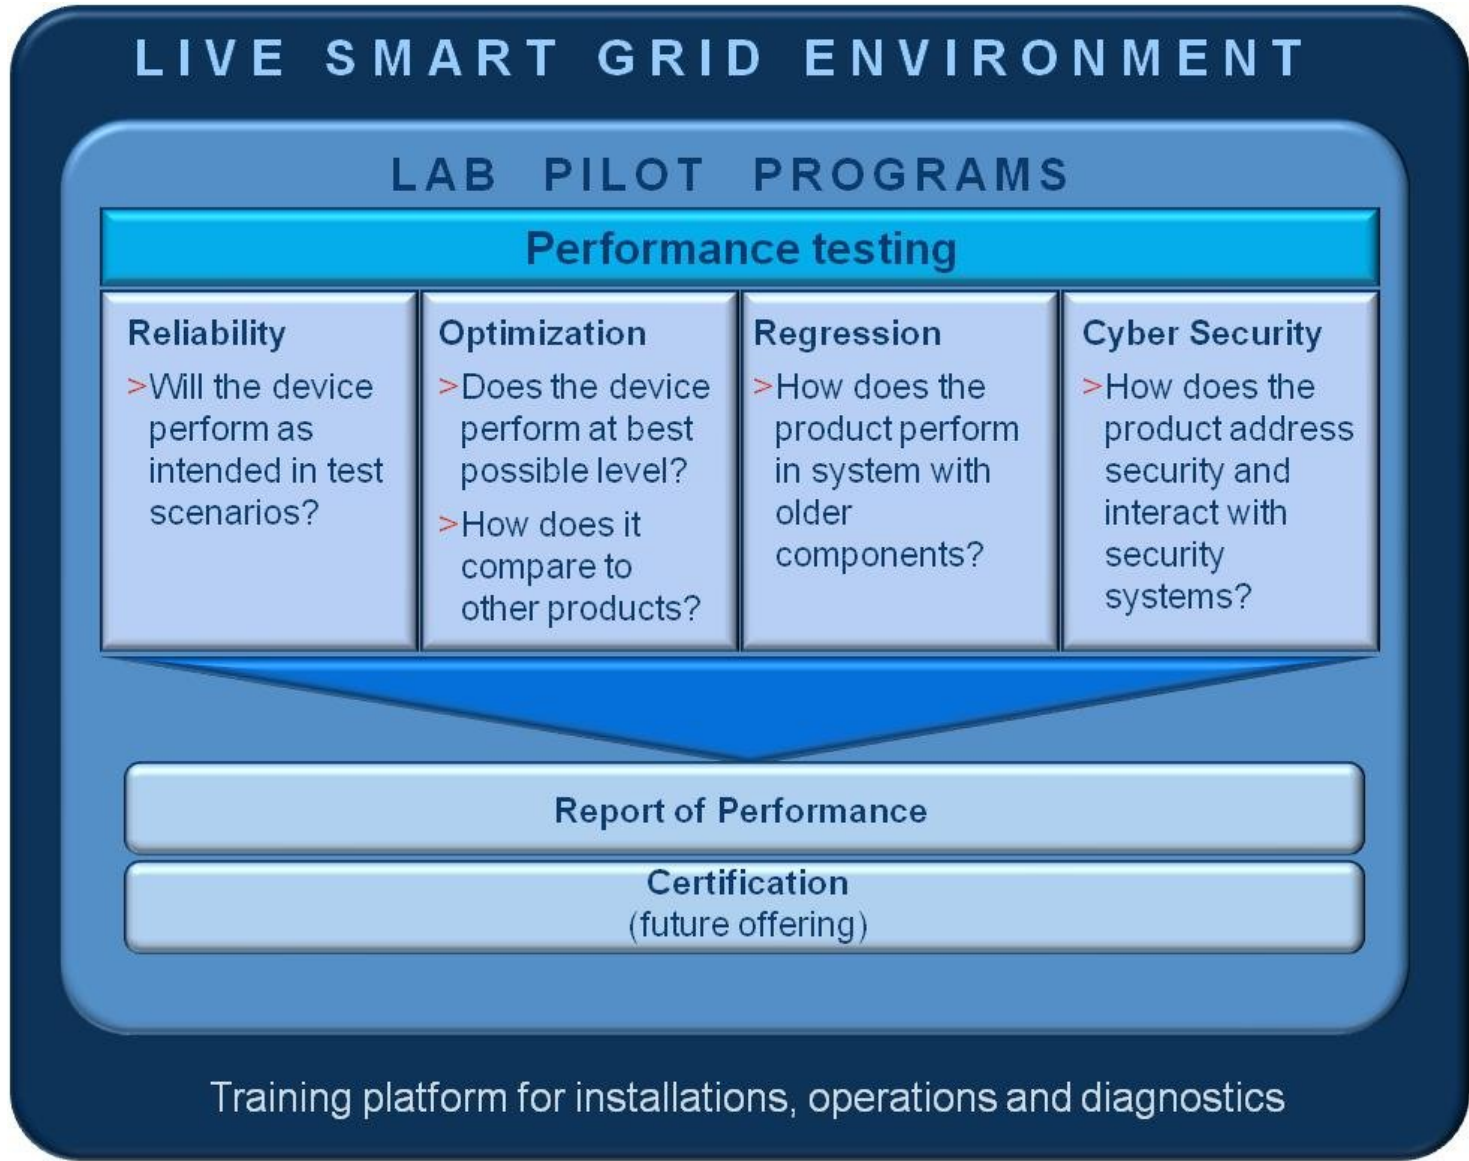 LIVE SMART GRID ENVIRONMENT
LAB PILOT PROGRAMS
Performance testing
Reliability
>Will the device
perform as
intended in test
scenarios?
Optimization
>Does the device
perform at best
possible level?
>How does it
compare to
other products?
Regression
>How does the
product perform
in system with
older
components?
Cyber Security
>How does the
product address
security and
interact with
security
systems?
Report of Performance
Certification
(future offering)
Training platform for installations, operations and diagnostics